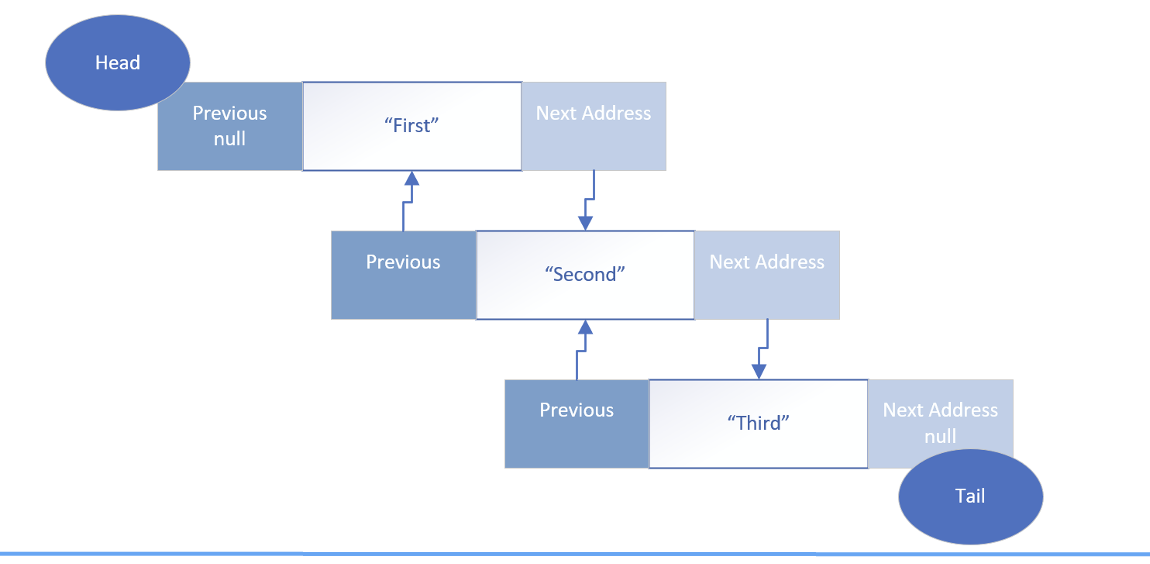 Head
Previous
null
“First”
Next Address
Previous
“Second”
Next Address
Previous
“Third”
Next Address
null
Tail